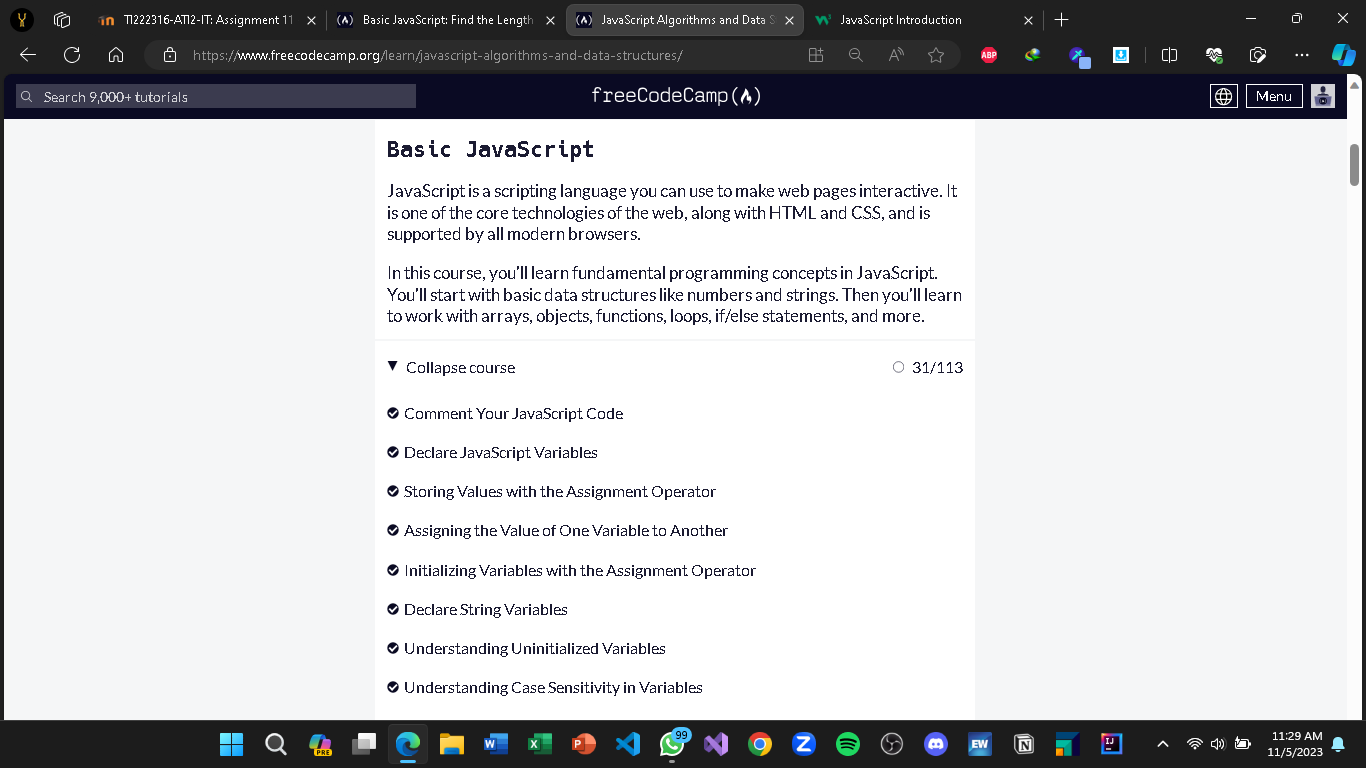 TI222316-ATI2-IT: Assignment 11
Basic JavaScript: Find the Length
JavaScript Algorithms and Data S
JavaScript Introduction
https://www.freecodecamp.org/learn/javascript-algorithms-and-data-structures/
ABP
Search 9,000+ tutorials
freeCodeCamp(🔥)
Menu
Basic JavaScript
JavaScript is a scripting language you can use to make web pages interactive. It
is one of the core technologies of the web, along with HTML and CSS, and is
supported by all modern browsers.
In this course, you'll learn fundamental programming concepts in JavaScript.
You'll start with basic data structures like numbers and strings. Then you'll learn
to work with arrays, objects, functions, loops, if/else statements, and more.
Collapse course
31/113
Comment Your JavaScript Code
Declare JavaScript Variables
Storing Values with the Assignment Operator
Assigning the Value of One Variable to Another
Initializing Variables with the Assignment Operator
Declare String Variables
Understanding Uninitialized Variables
Understanding Case Sensitivity in Variables
PRE
99
EW
11:29 AM
11/5/2023